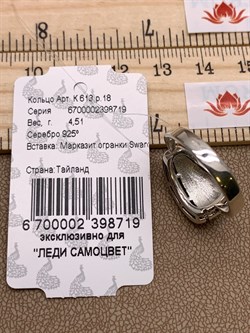 Кольцо Арт. К 613 р.18
Серия 6700002398719
Вес, г. 4,51
Серебро 925°
Вставка: Марказит огранки Swar
Страна: Тайланд
6 700002 398719
эксклюзивно для
"ЛЕДИ САМОЦВЕТ"